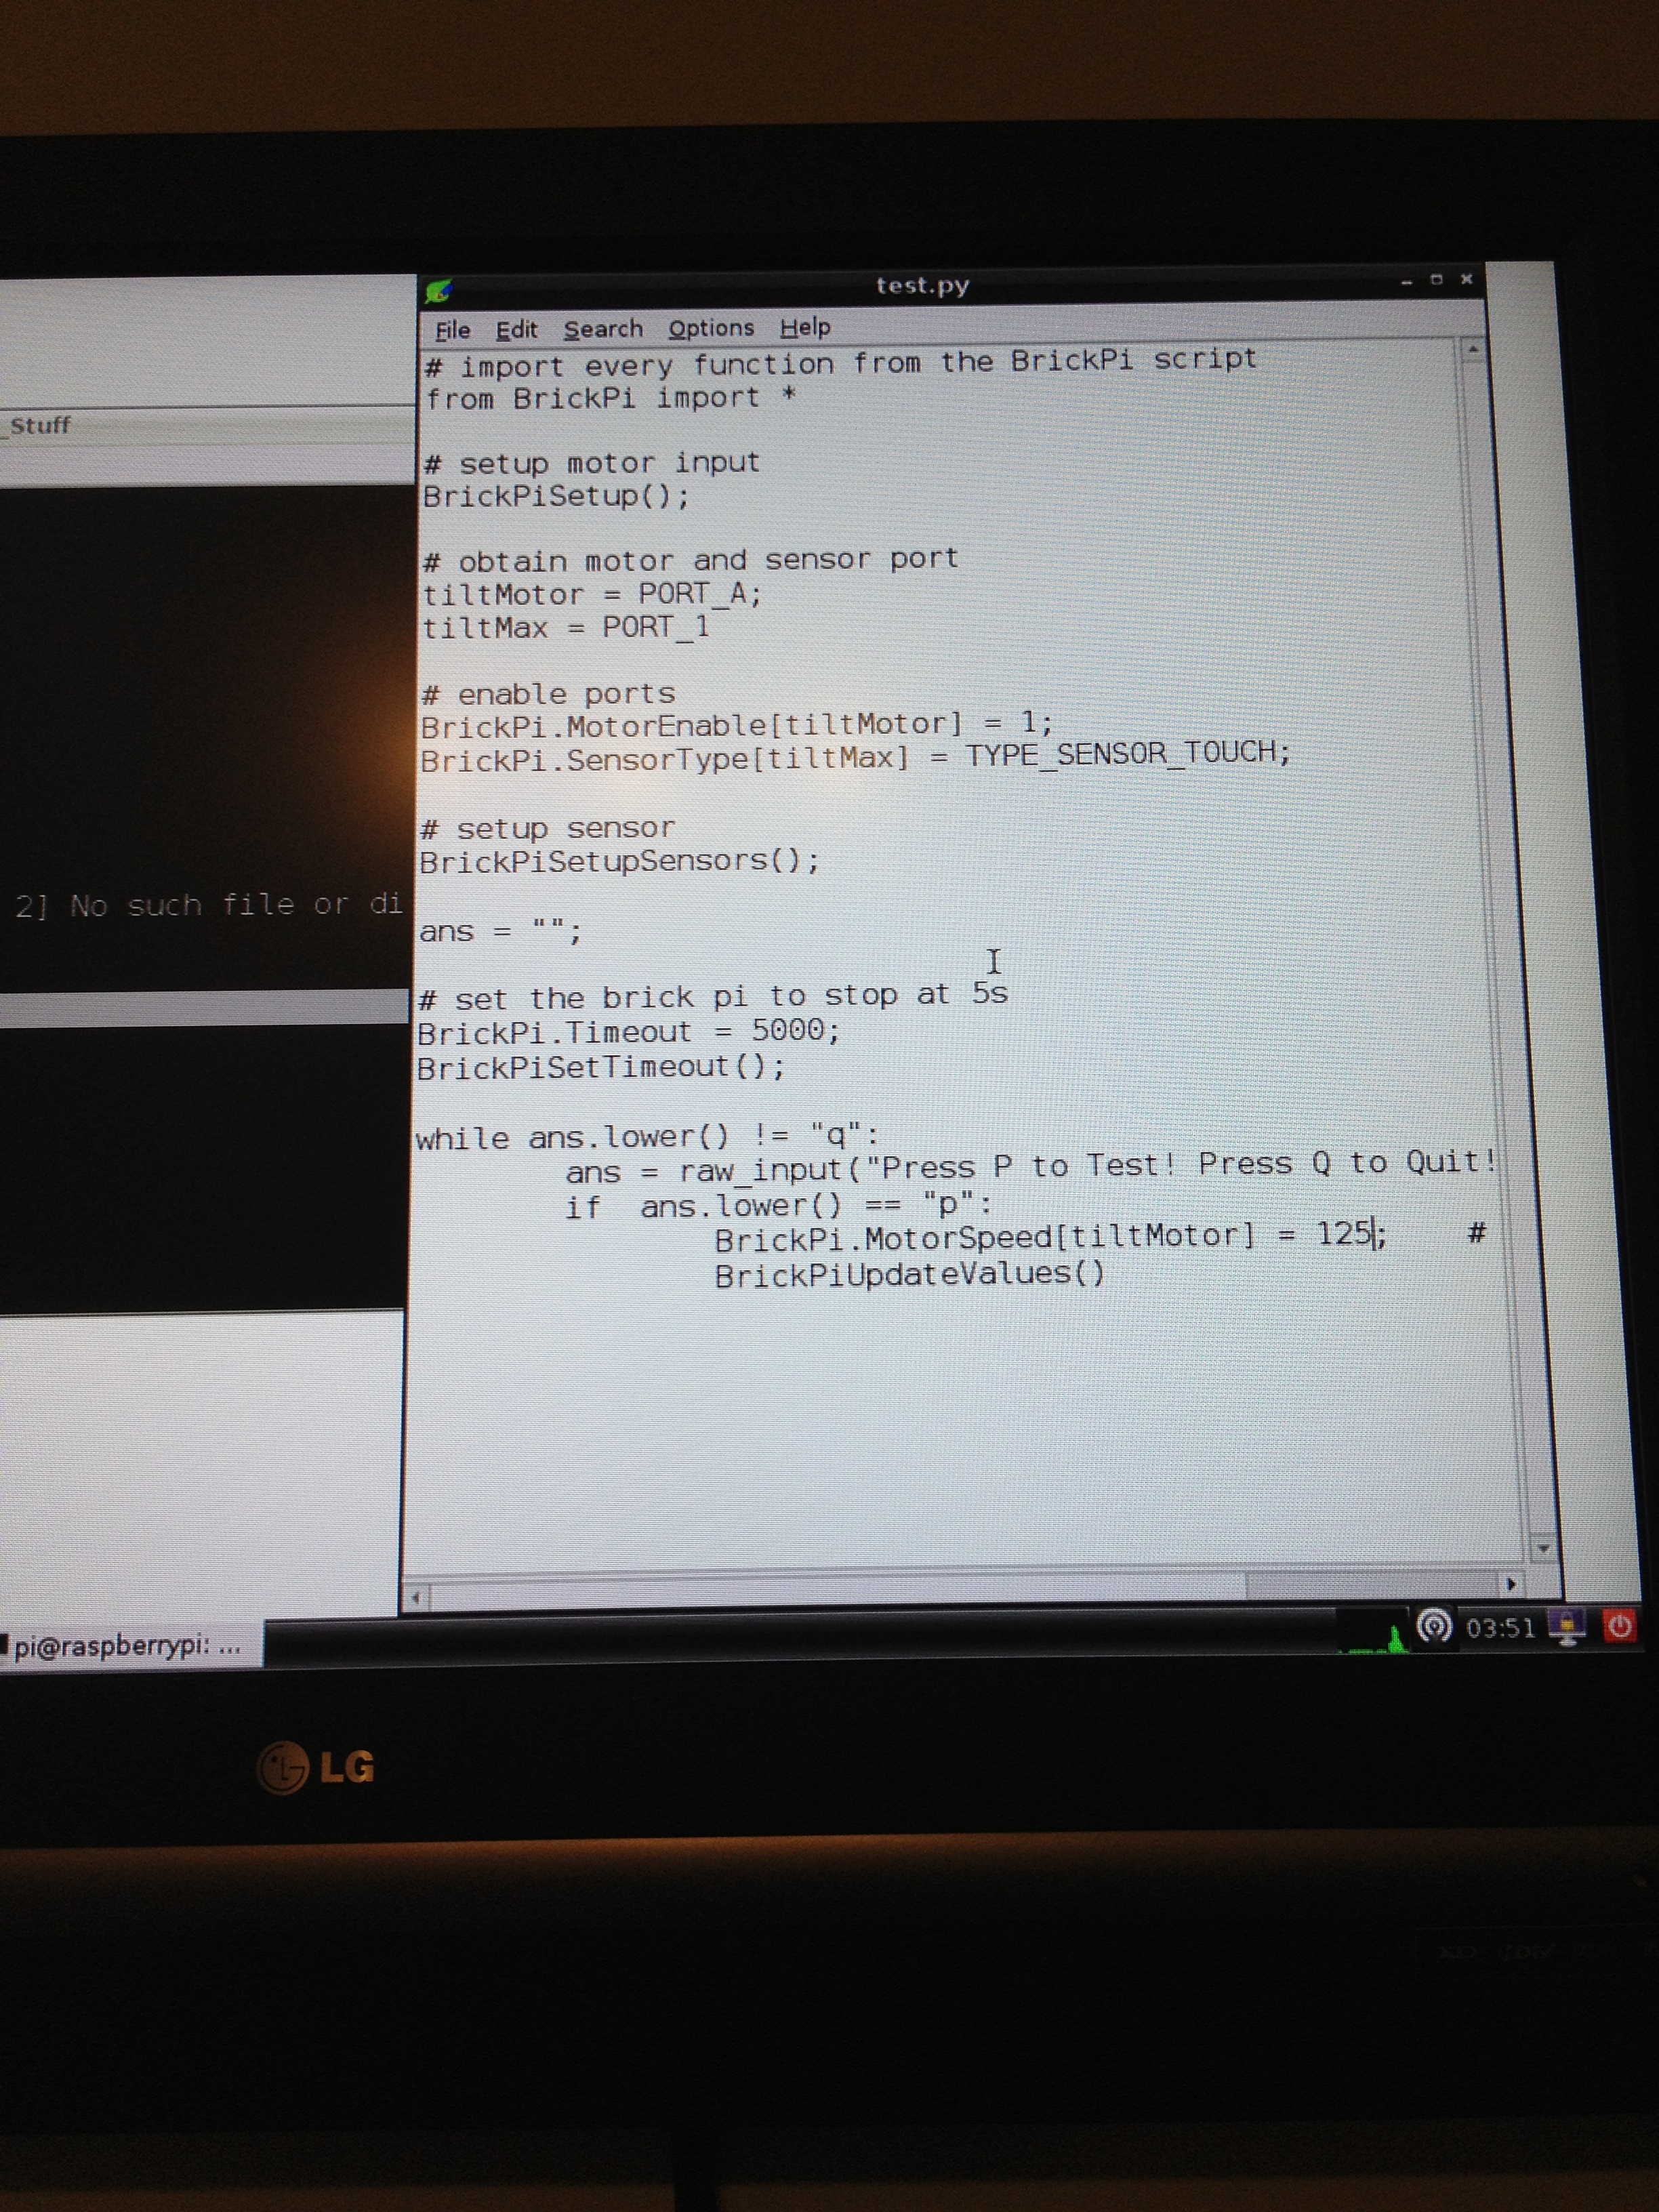 test.py
File Edit Search Options Help
# import every function from the BrickPi script
from BrickPi import *
# setup motor input
BrickPiSetup();
# obtain motor and sensor port
tiltMotor = PORT_A;
tiltMax = PORT_1
# enable ports
BrickPi.MotorEnable[tiltMotor] = 1;
BrickPi.SensorType[tiltMax] = TYPE_SENSOR_TOUCH;
# setup sensor
BrickPiSetupSensors();
ans = "";
# set the brick pi to stop at 5s
BrickPi.Timeout = 5000;
BrickPiSetTimeout();
while ans.lower() != "q":
ans = raw_input("Press P to Test! Press Q to Quit!
if  ans.lower() == "p":
BrickPi.MotorSpeed[tiltMotor] = 125;    #
BrickPiUpdateValues()
_Stuff
2] No such file or di
pi@raspberrypi: ...
03:51
LG